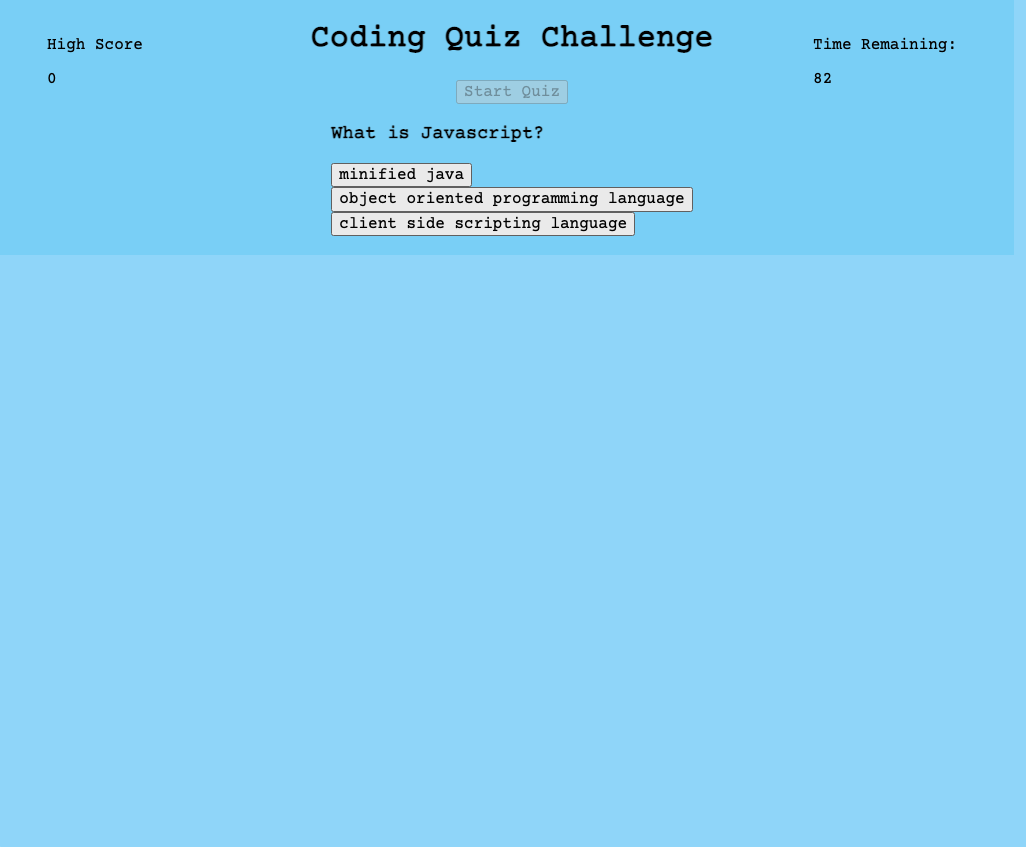 High Score
0
Coding Quiz Challenge
Start Quiz
Time Remaining:
82
What is Javascript?
minified java
object oriented programming language
client side scripting language